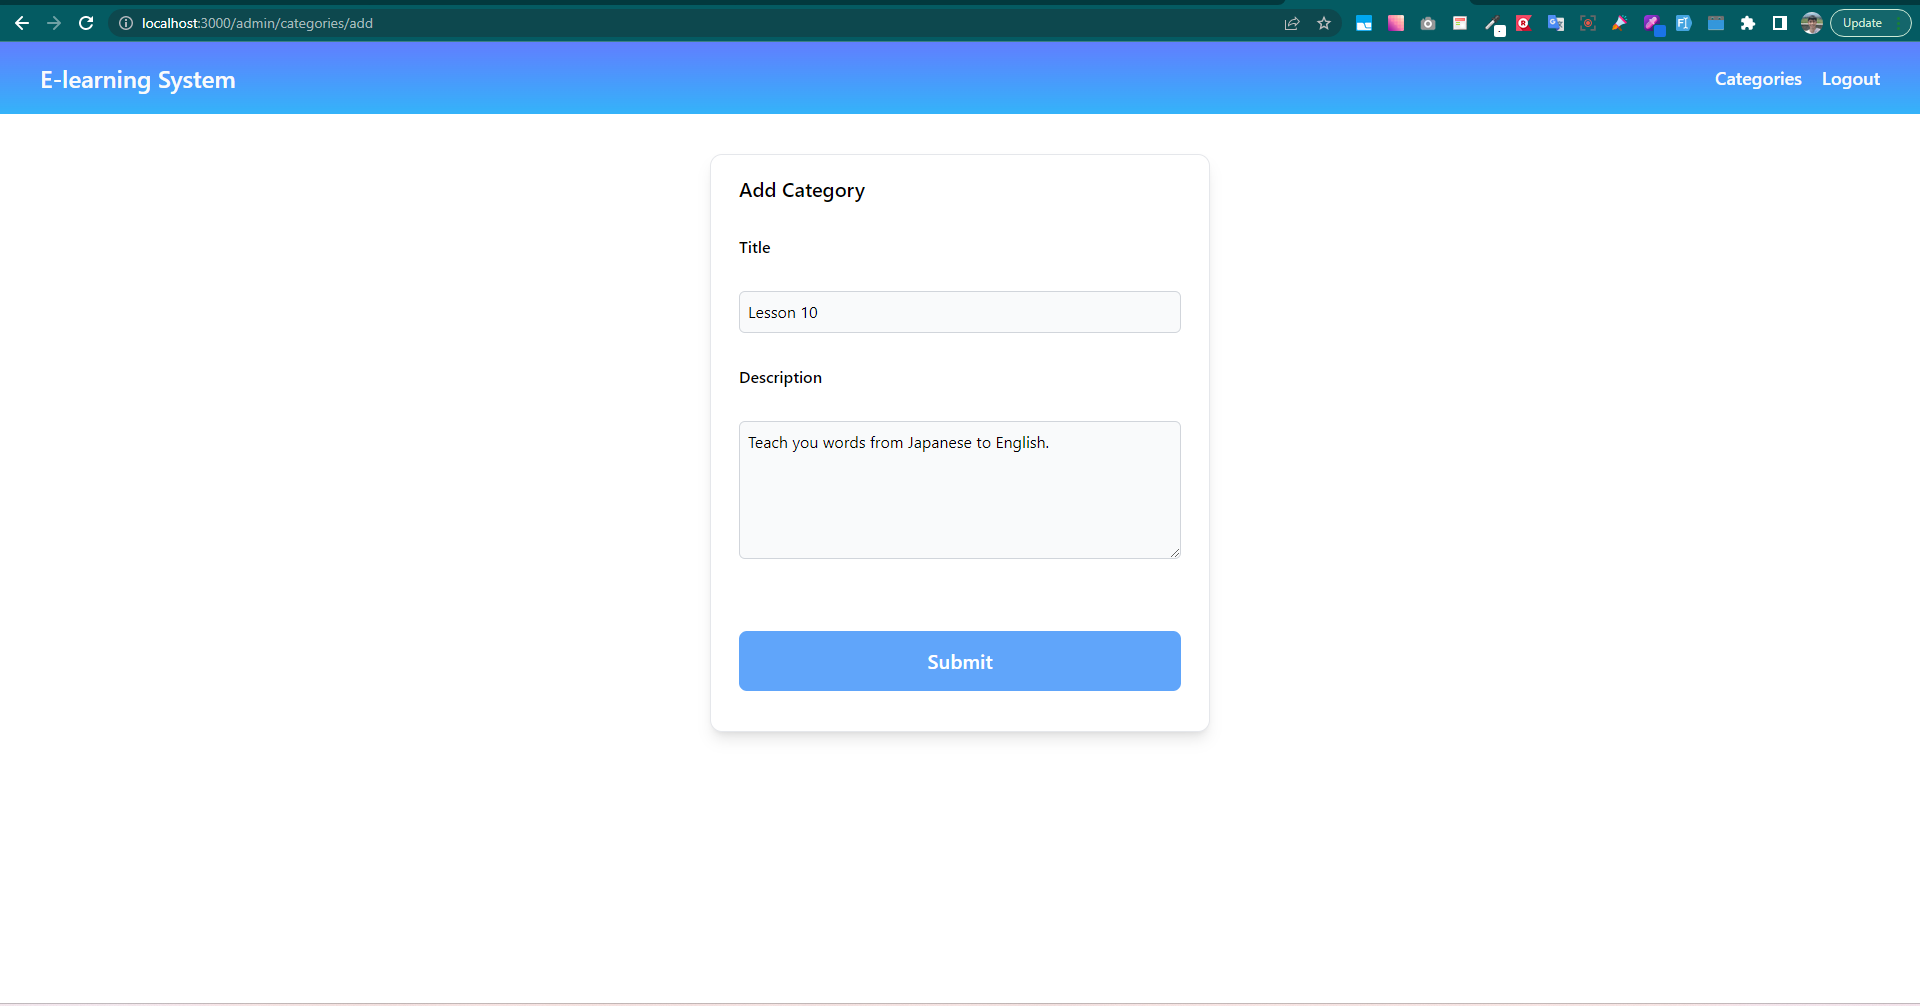 localhost:3000/admin/categories/add
Update
E-learning System
Categories
Logout
Add Category
Title
Lesson 10
Description
Teach you words from Japanese to English.
Submit